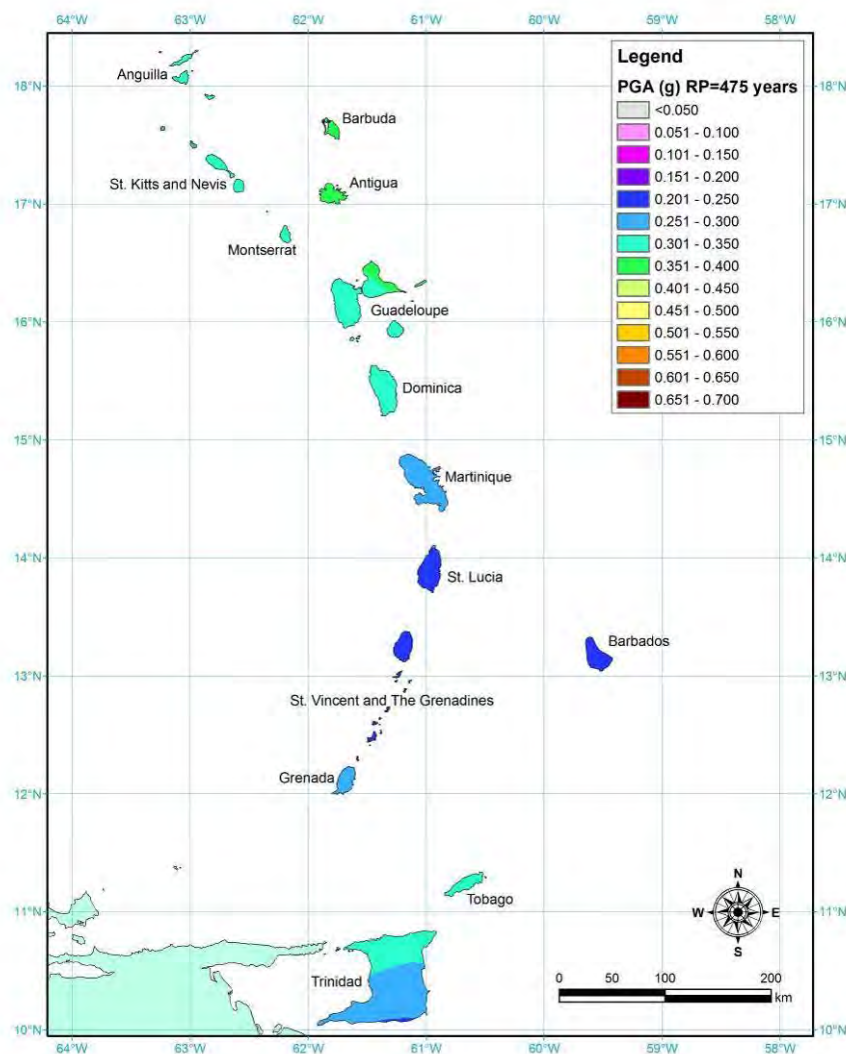 64°W 63°W 62°W 61°W 60°W 59°W 58°W
Legend
PGA (g) RP=475 years
<0.050
0.051 - 0.100
0.101 - 0.150
0.151 - 0.200
0.201 - 0.250
0.251 - 0.300
0.301 - 0.350
0.351 - 0.400
0.401 - 0.450
0.451 - 0.500
0.501 - 0.550
0.551 - 0.600
0.601 - 0.650
0.651 - 0.700
18°N 18°N
Anguilla
Barbuda
St. Kitts and Nevis
Antigua
17°N 17°N
Montserrat
Guadeloupe
16°N 16°N
Dominica
15°N 15°N
Martinique
14°N 14°N
St. Lucia
Barbados
13°N 13°N
St. Vincent and The Grenadines
Grenada
12°N 12°N
Tobago
11°N 11°N
N
W E
S
Trinidad
0 50 100 200
km
10°N 10°N
64°W 63°W 62°W 61°W 60°W 59°W 58°W